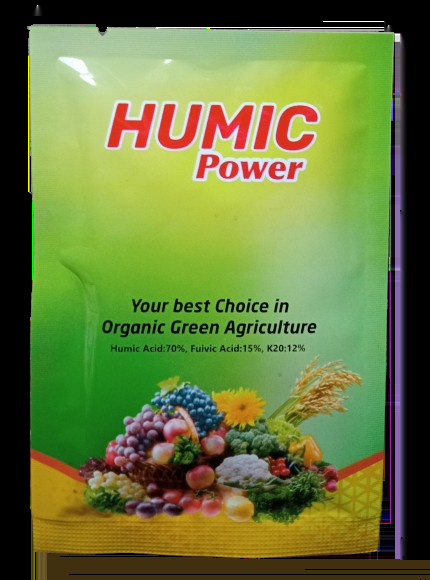 HUMIC
Power
Your best Choice in
Organic Green Agriculture
Humic Acid:70%, Fuivic Acid:15%, K20:12%